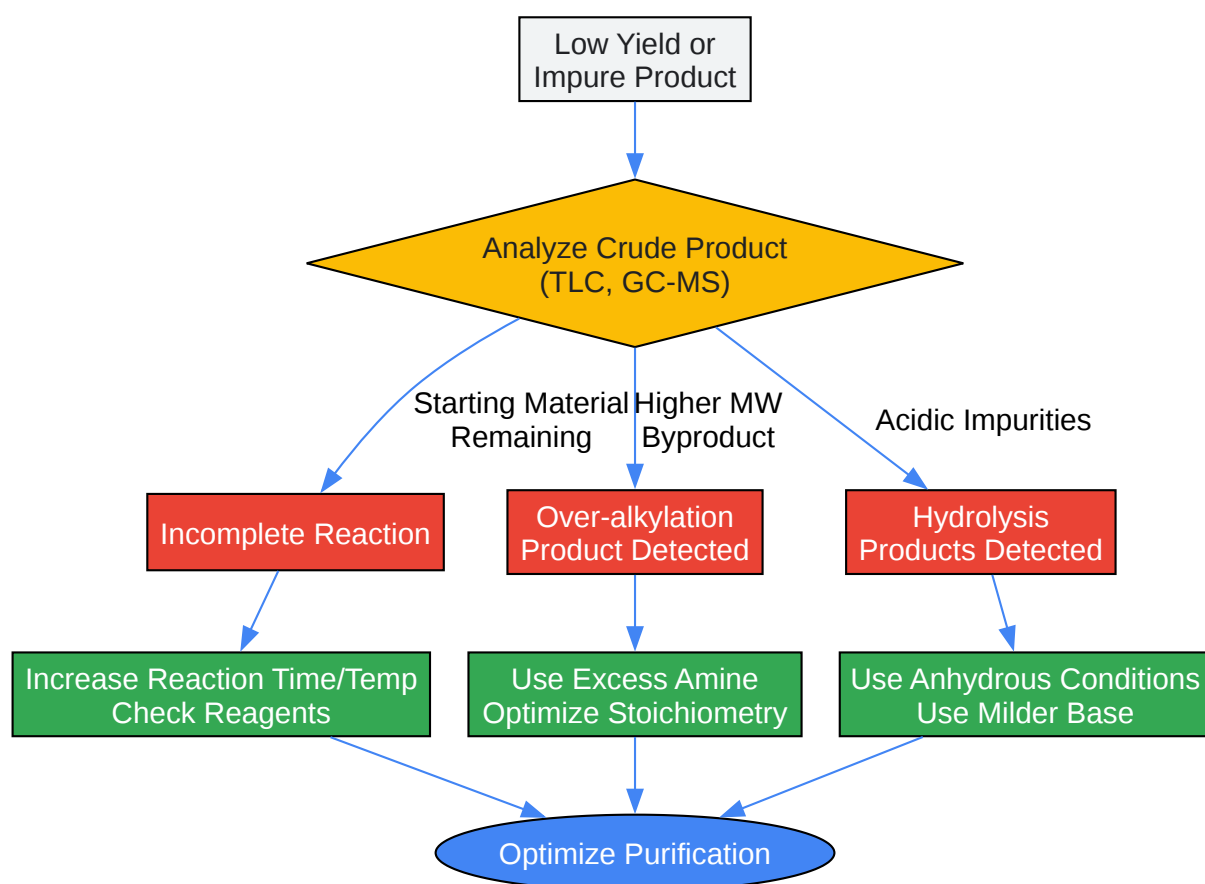 Low Yield or
Impure Product
Analyze Crude Product
(TLC, GC-MS)
Starting Material
Remaining
Higher MW
Byproduct
Acidic Impurities
Incomplete Reaction
Over-alkylation
Product Detected
Hydrolysis
Products Detected
Increase Reaction Time/Temp
Check Reagents
Use Excess Amine
Optimize Stoichiometry
Use Anhydrous Conditions
Use Milder Base
Optimize Purification